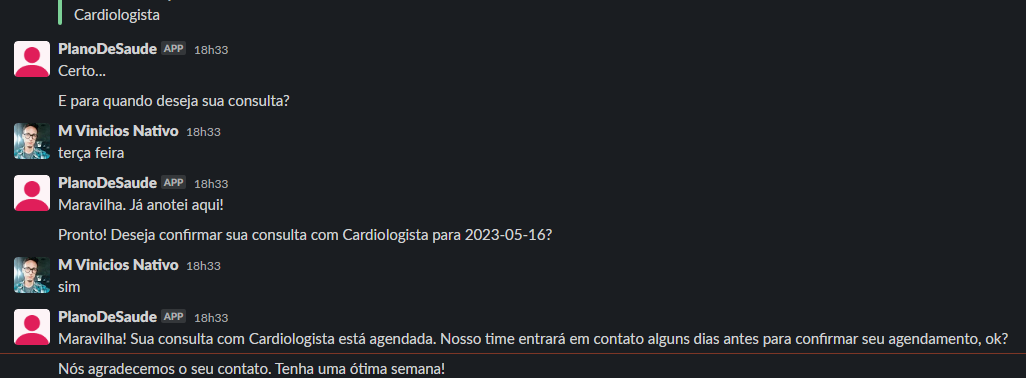 Cardiologista
PlanoDeSaude APP 18h33
Certo...
E para quando deseja sua consulta?
M Vinicios Nativo 18h33
terça feira
PlanoDeSaude APP 18h33
Maravilha. Já anotei aqui!
Pronto! Deseja confirmar sua consulta com Cardiologista para 2023-05-16?
M Vinicios Nativo 18h33
sim
PlanoDeSaude APP 18h33
Maravilha! Sua consulta com Cardiologista está agendada. Nosso time entrará em contato alguns dias antes para confirmar seu agendamento, ok?
Nós agradecemos o seu contato. Tenha uma ótima semana!